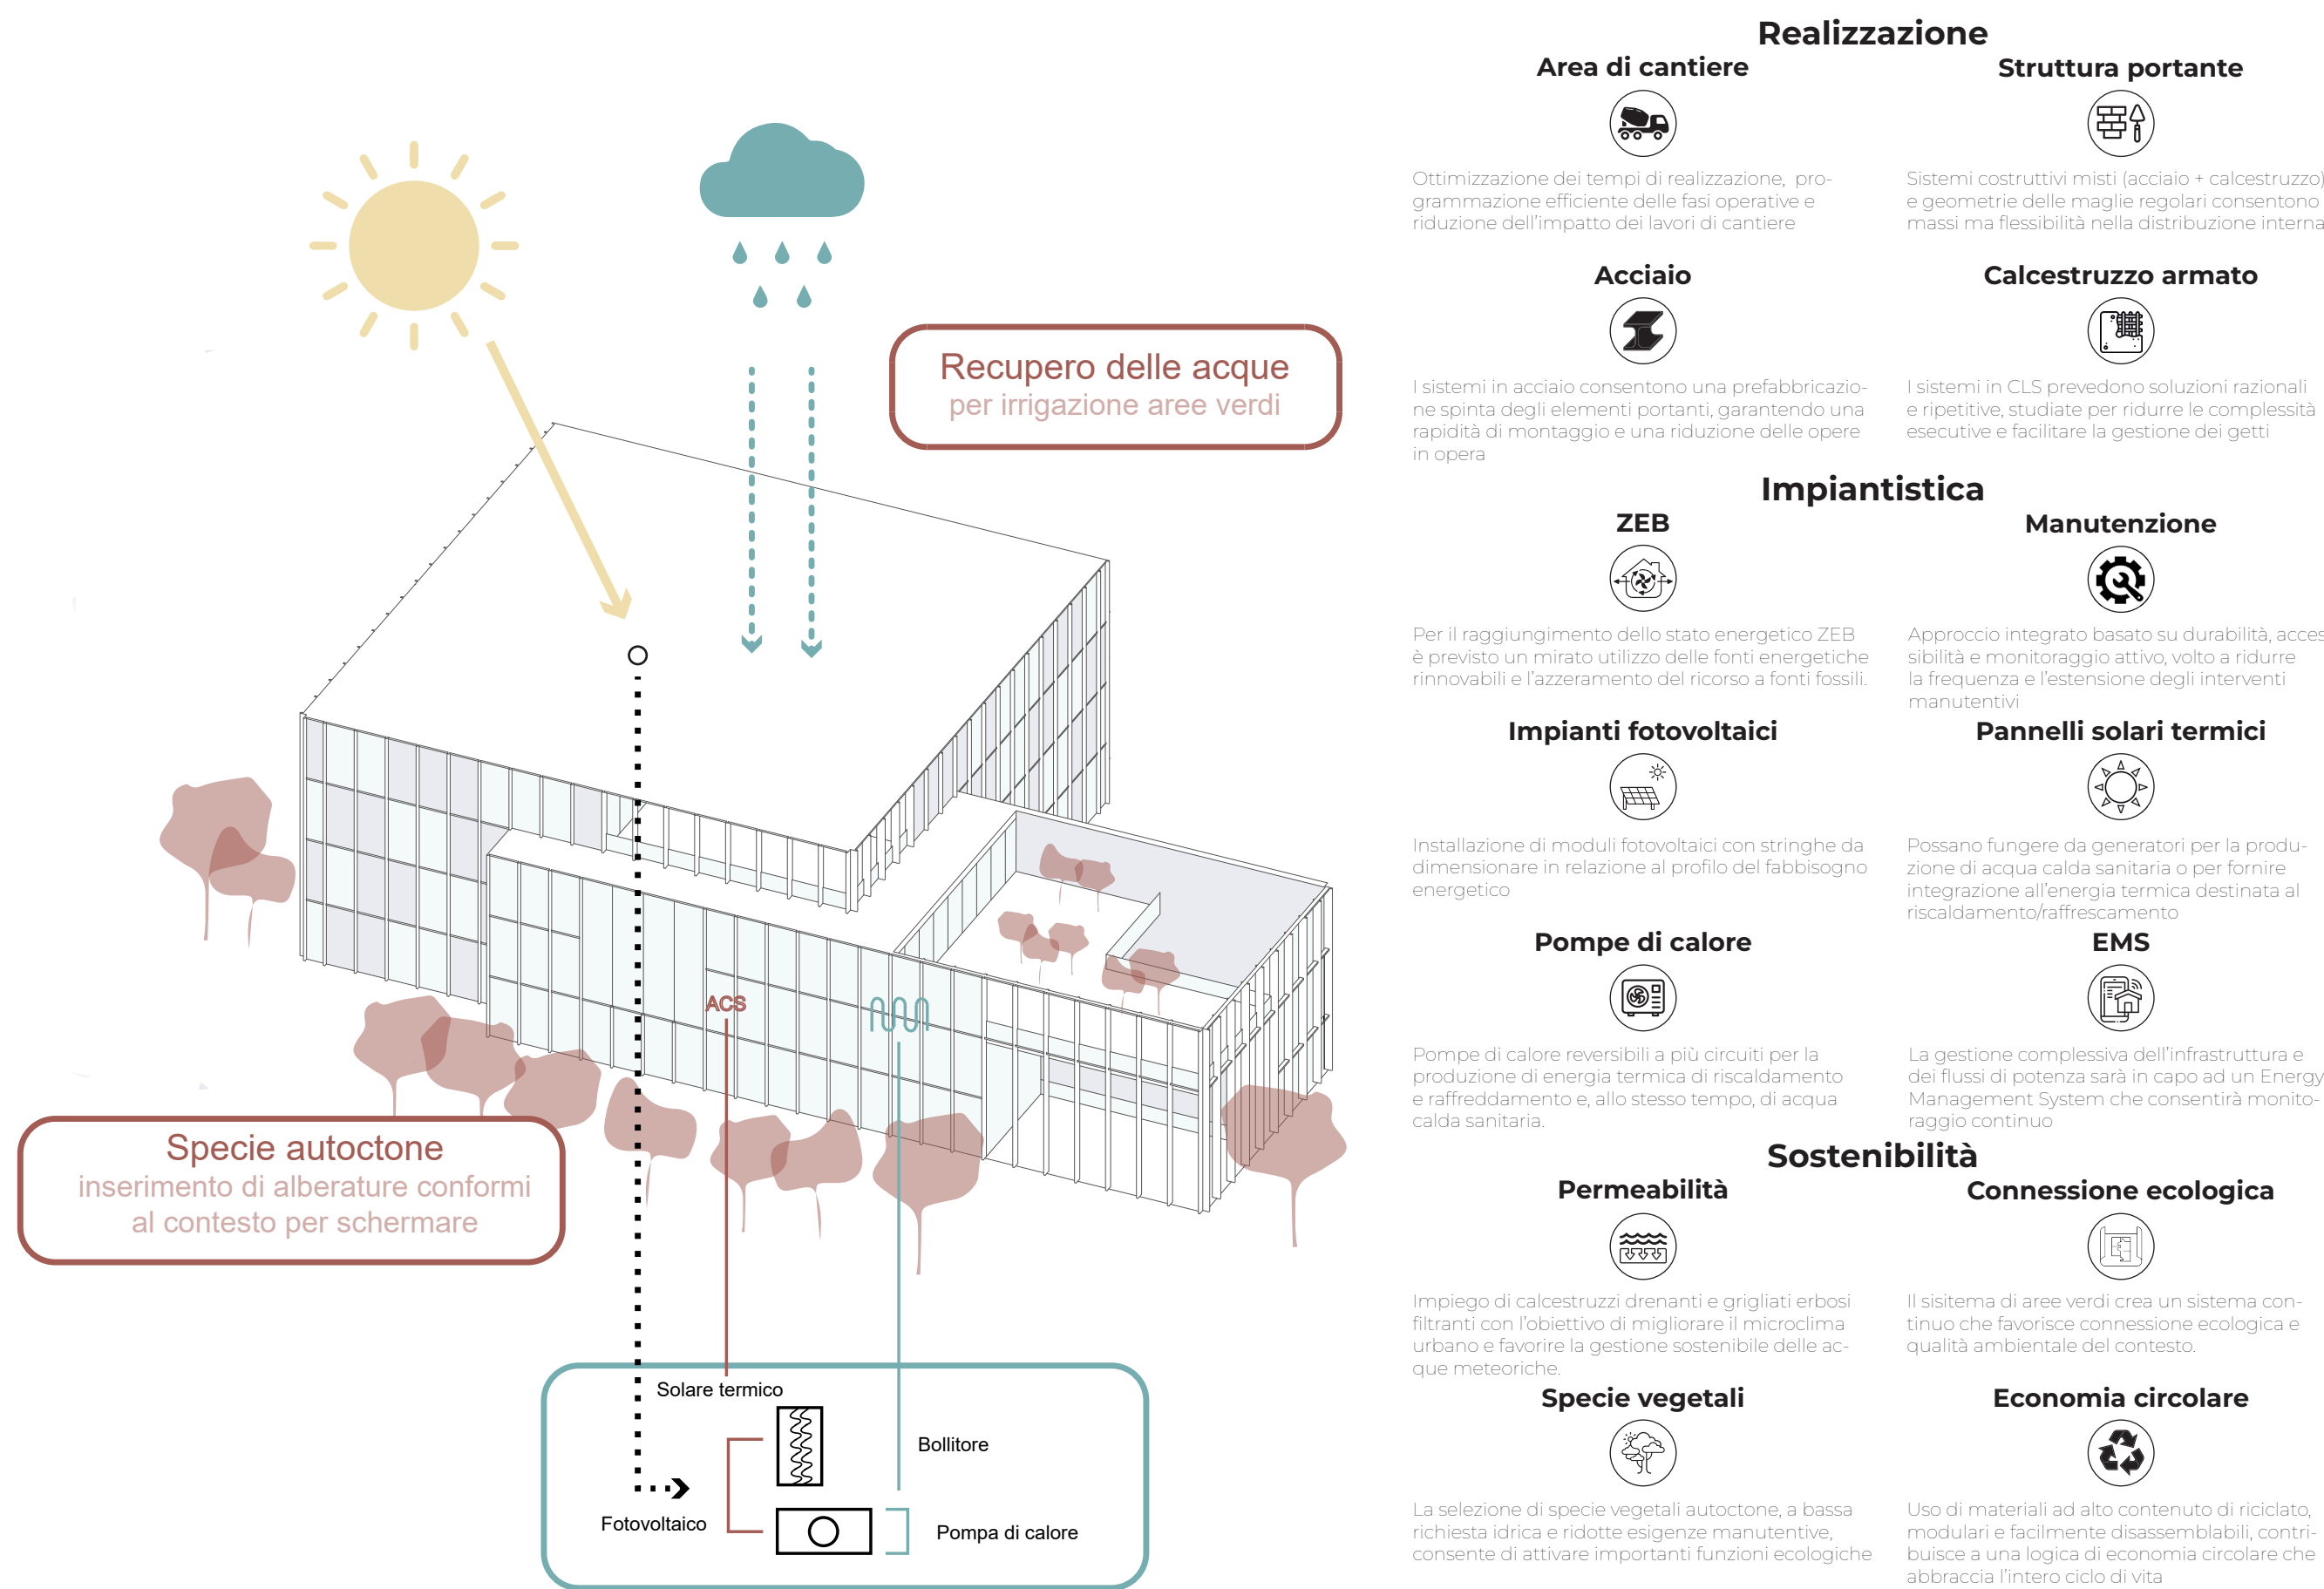 Recupero delle acque
per irrigazione aree verdi
ACS
Specie autoctone
inserimento di alberature conformi
al contesto per schermare
Solare termico
Bollitore
Fotovoltaico
Pompa di calore
Realizzazione
Area di cantiere
Ottimizzazione dei tempi di realizzazione, pro-
grammazione efficiente delle fasi operative e
riduzione dell'impatto dei lavori di cantiere
Struttura portante
Sistemi costruttivi misti (acciaio + calcestruzzo)
e geometrie delle maglie regolari consentono
massi ma flessibilità nella distribuzione interna
Acciaio
I sistemi in acciaio consentono una prefabbricazio-
ne spinta degli elementi portanti, garantendo una
rapidità di montaggio e una riduzione delle opere
in opera
Calcestruzzo armato
I sistemi in CLS prevedono soluzioni razionali
e ripetitive, studiate per ridurre le complessità
esecutive e facilitare la gestione dei getti
Impiantistica
ZEB
Per il raggiungimento dello stato energetico ZEB
è previsto un mirato utilizzo delle fonti energetiche
rinnovabili e l'azzeramento del ricorso a fonti fossili.
Manutenzione
Approccio integrato basato su durabilità, acces
sibilità e monitoraggio attivo, volto a ridurre
la frequenza e l'estensione degli interventi
manutentivi
Impianti fotovoltaici
Installazione di moduli fotovoltaici con stringhe da
dimensionare in relazione al profilo del fabbisogno
energetico
Pannelli solari termici
Possano fungere da generatori per la produ-
zione di acqua calda sanitaria o per fornire
integrazione all'energia termica destinata al
riscaldamento/raffrescamento
Pompe di calore
Pompe di calore reversibili a più circuiti per la
produzione di energia termica di riscaldamento
e raffreddamento e, allo stesso tempo, di acqua
calda sanitaria.
EMS
La gestione complessiva dell'infrastruttura e
dei flussi di potenza sarà in capo ad un Energy
Management System che consentirà monito-
raggio continuo
Sostenibilità
Permeabilità
Impiego di calcestruzzi drenanti e grigliati erbosi
filtranti con l'obiettivo di migliorare il microclima
urbano e favorire la gestione sostenibile delle ac-
que meteoriche.
Connessione ecologica
Il sisitema di aree verdi crea un sistema con-
tinuo che favorisce connessione ecologica e
qualità ambientale del contesto.
Specie vegetali
La selezione di specie vegetali autoctone, a bassa
richiesta idrica e ridotte esigenze manutentive,
consente di attivare importanti funzioni ecologiche
Economia circolare
Uso di materiali ad alto contenuto di riciclato,
modulari e facilmente disassemblabili, contri-
buisce a una logica di economia circolare che
abbraccia l'intero ciclo di vita